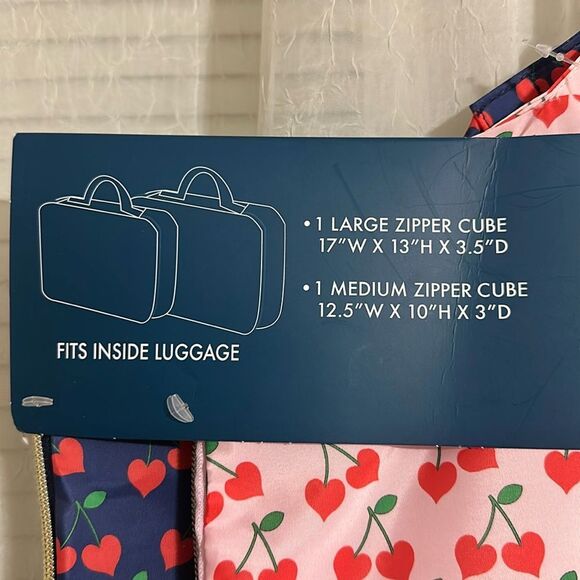 • 1 LARGE ZIPPER CUBE
17"W X 13"H X 3.5"D
• 1 MEDIUM ZIPPER CUBE
12.5"W X 10"H X 3"D
FITS INSIDE LUGGAGE